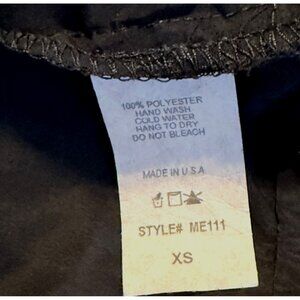 100% POLYESTER
HAND WASH
COLD WATER
HANG TO DRY
DO NOT BLEACH
MADE IN U.S.A
STYLE# ME111
XS